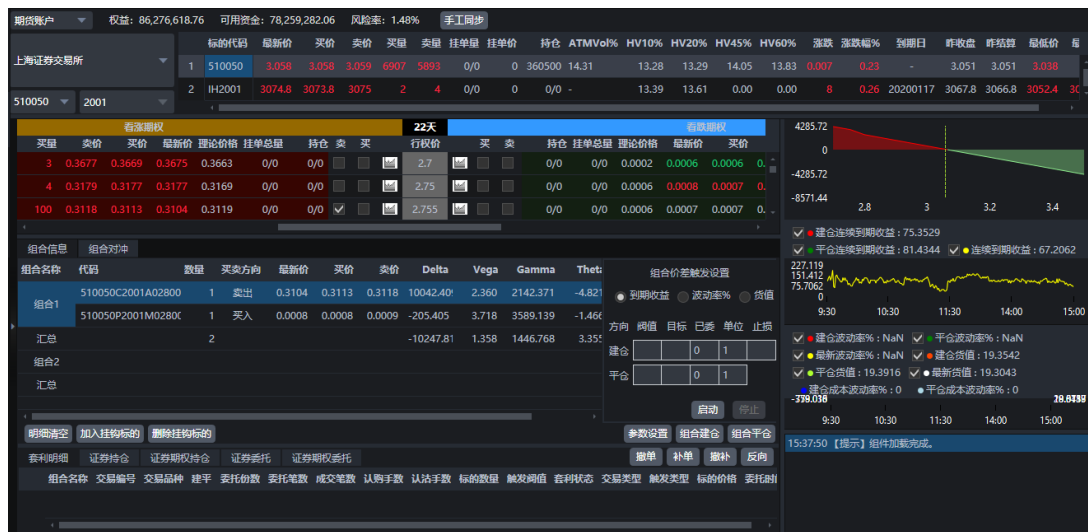 期货账户 权益: 86,276,618.76 可用资金: 78,259,282.06 风险率: 1.48% 手工同步
上海证券交易所
510050 2001
标的代码 最新价 买价 卖价 买量 卖量 挂单量 挂单价 持仓 ATMVol% HV10% HV20% HV45% HV60% 涨跌 涨跌幅% 到期日 昨收盘 昨结算 最低价
1 510050 3.058 3.058 3.059 6907 5893 0/0 0 360500 14.31 13.28 13.29 14.05 13.83 0.007 0.23 - 3.051 3.051 3.038
2 IH2001 3074.8 3073.8 3075 2 4 0/0 0 0/0 - 13.39 13.61 0.00 0.00 8 0.26 20200117 3067.8 3066.8 3052.4
看涨期权 22天 看跌期权
买量 卖价 买价 最新价 理论价格 挂单总量 持仓 卖 买 行权价 买 卖 持仓 挂单总量 理论价格 最新价 买价
3 0.3677 0.3669 0.3675 0.3663 0/0 0/0 2.7 0/0 0/0 0.0002 0.0006 0.0006 0.
4 0.3179 0.3177 0.3177 0.3169 0/0 0/0 2.75 0/0 0/0 0.0006 0.0008 0.0007 0.
100 0.3118 0.3113 0.3104 0.3119 0/0 0/0 2.755 0/0 0/0 0.0006 0.0007 0.0007 0.
组合信息 组合对冲
组合名称 代码 数量 买卖方向 最新价 买价 卖价 Delta Vega Gamma Theta
组合1
510050C2001A02800 1 卖出 0.3104 0.3113 0.3118 10042.40 2.360 2142.371 -4.821
510050P2001M0280 1 买入 0.0008 0.0008 0.0009 -205.405 3.718 3589.139 -1.466
汇总 2 -10247.81 1.358 1446.768 3.355
组合2
汇总
组合价差触发设置
到期收益 波动率% 货值
方向 阀值 目标 已委 单位 止损
建仓 0 1
平仓 0 1
启动 停止
明细清空 加入挂钩标的 删除挂钩标的 参数设置 组合建仓 组合平仓
套利明细 证券持仓 证券期权持仓 证券委托 证券期权委托 撤单 补单 撤补 反向
组合名称 交易编号 交易品种 建平 委托份数 委托笔数 成交笔数 认购手数 认沽手数 标的数量 触发阀值 套利状态 交易类型 触发类型 标的价格 委托时
4285.72
0
-4285.72
-8571.44
2.8 3 3.2 3.4
建仓连续到期收益 : 75.3529
平仓连续到期收益 : 81.4344 连续到期收益 : 67.2062
227.119
151.412
75.7062
0
9:30 10:30 11:30 14:00 15:00
建仓波动率% : NaN 平仓波动率% : NaN
最新波动率% : NaN 建仓货值 : 19.3542
平仓货值 : 19.3916 最新货值 : 19.3043
建仓成本波动率% : 0 平仓成本波动率% : 0
9:30 10:30 11:30 14:00 15:00
15:37:50 【提示】组件加载完成。